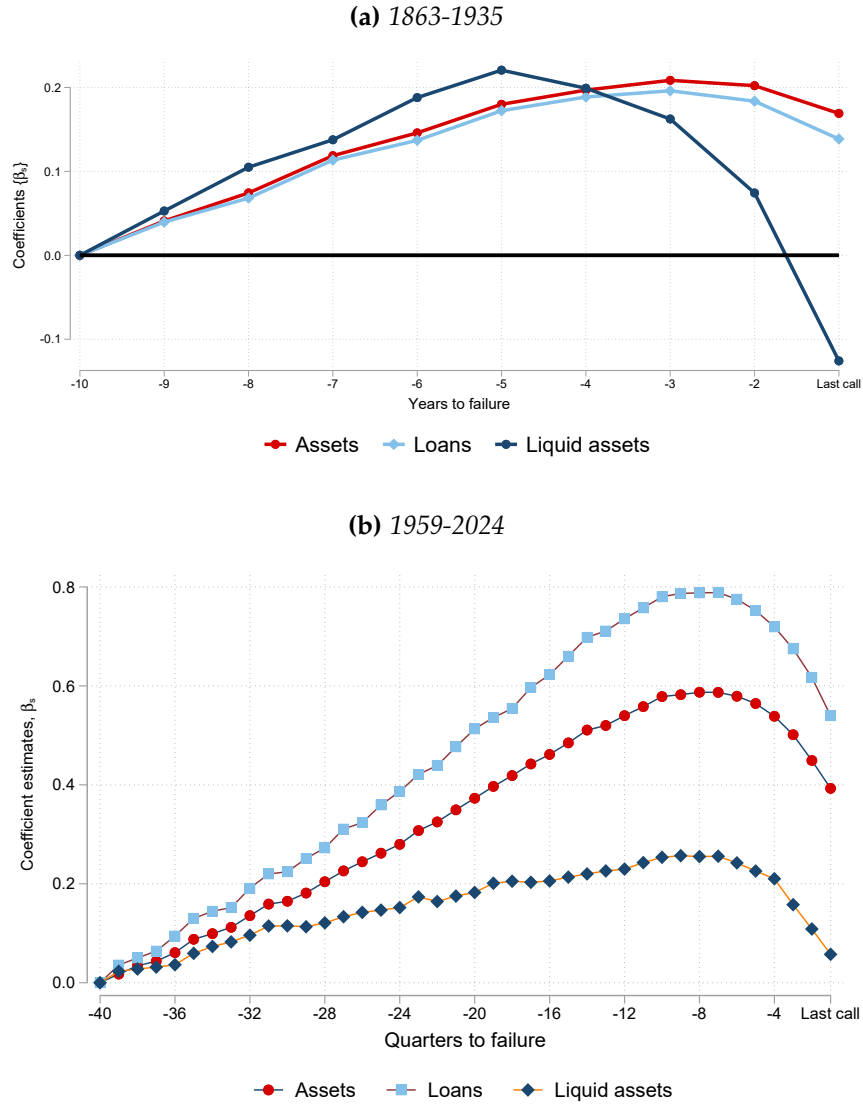 (a) 1863-1935
Coefficients {βs}
0.2
0.1
0.0
-0.1
-10 -9 -8 -7 -6 -5 -4 -3 -2 Last call
Years to failure
Assets Loans Liquid assets
(b) 1959-2024
Coefficient estimates, βs
0.8
0.6
0.4
0.2
0.0
-40 -36 -32 -28 -24 -20 -16 -12 -8 -4 Last call
Quarters to failure
Assets Loans Liquid assets